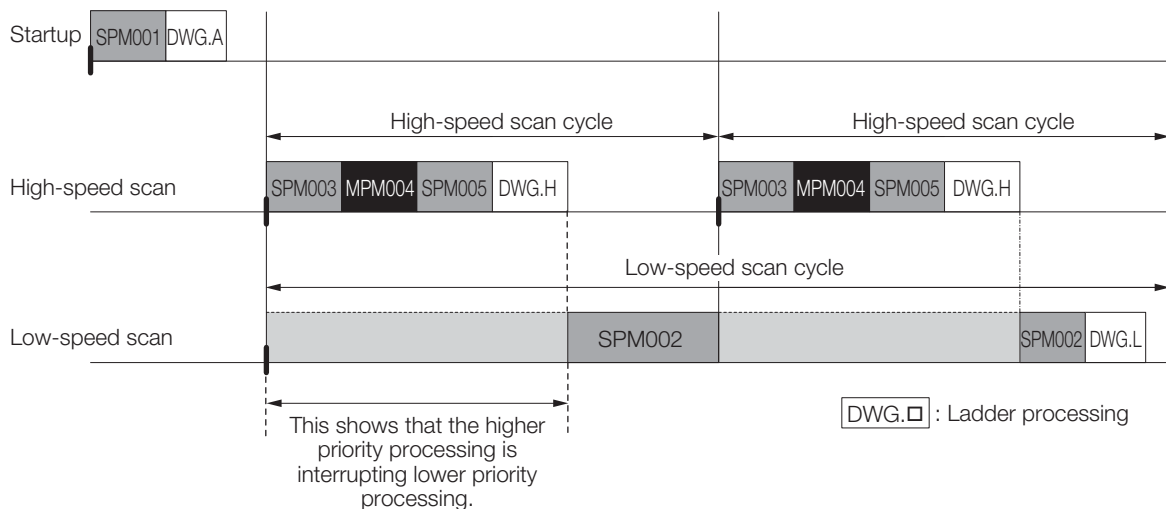 Startup
SPM001 DWG.A
High-speed scan cycle
High-speed scan cycle
High-speed scan
SPM003 MPM004 SPM005 DWG.H
SPM003 MPM004 SPM005 DWG.H
Low-speed scan cycle
Low-speed scan
SPM002
SPM002 DWG.L
This shows that the higher
priority processing is
interrupting lower priority
processing.
DWG.□ : Ladder processing